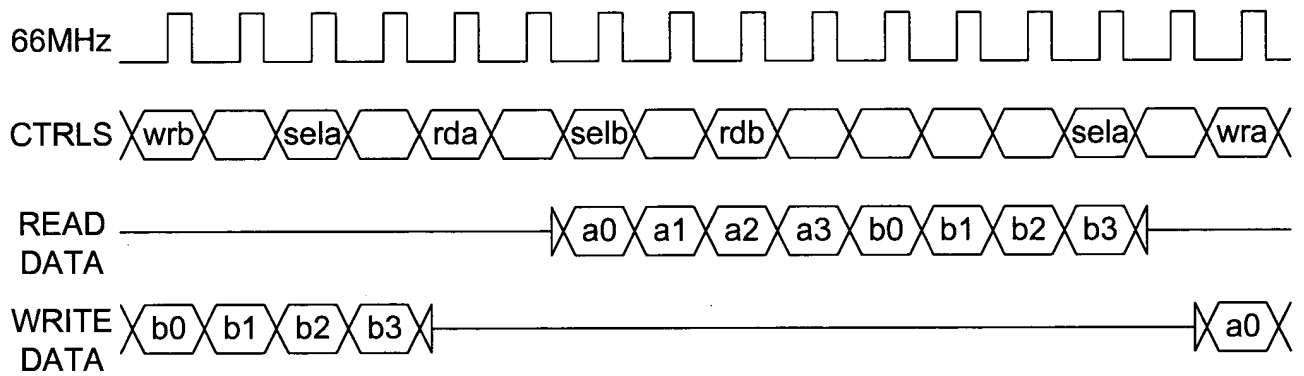 66MHz
CTRLS wrb sela rda selb rdb sela wra
READ DATA a0 a1 a2 a3 b0 b1 b2 b3
WRITE DATA b0 b1 b2 b3 a0